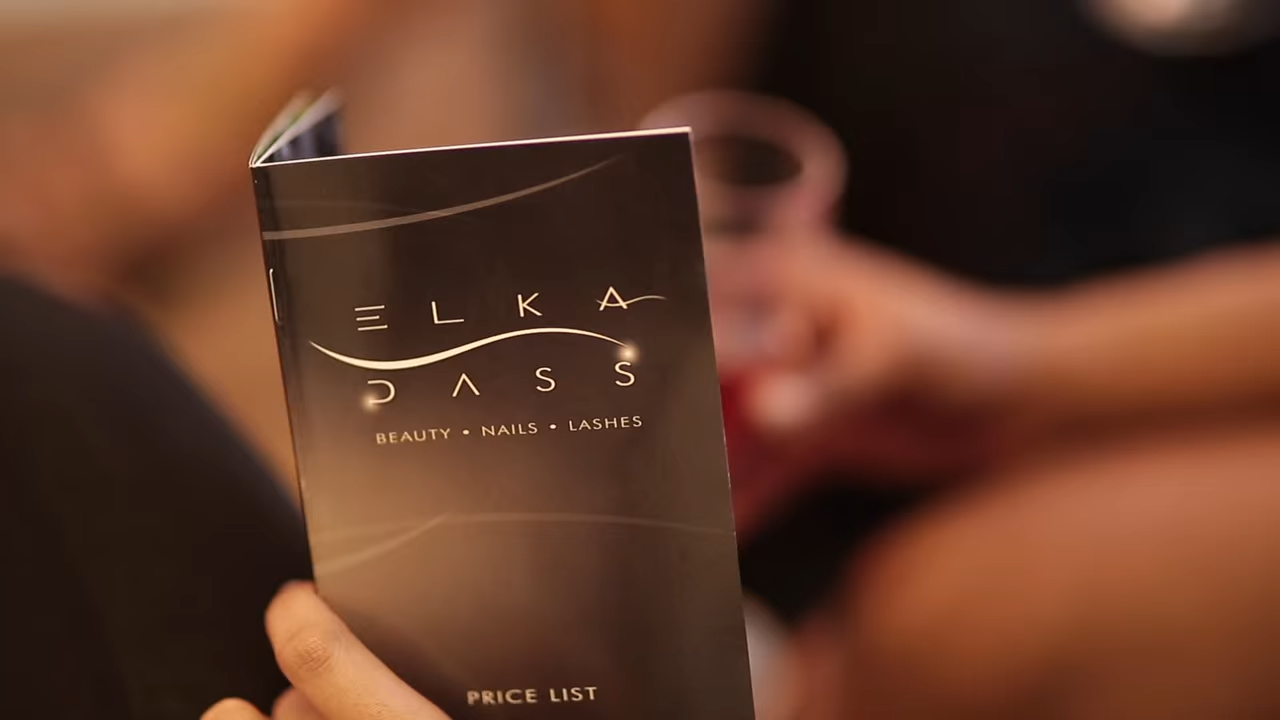 ELKA
DASS
BEAUTY • NAILS • LASHES
PRICE LIST